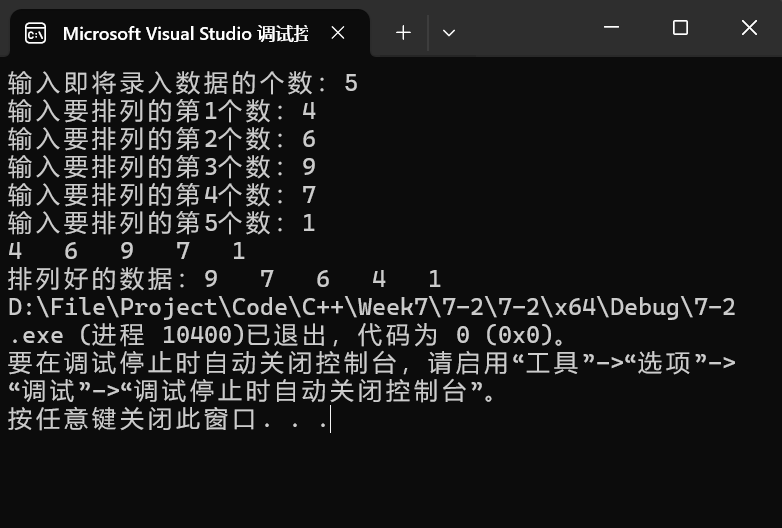 Microsoft Visual Studio 调试控
输入即将录入数据的个数: 5
输入要排列的第1个数: 4
输入要排列的第2个数: 6
输入要排列的第3个数: 9
输入要排列的第4个数: 7
输入要排列的第5个数: 1
4   6   9   7   1
排列好的数据: 9   7   6   4   1
D:\File\Project\Code\C++\Week7\7-2\7-2\x64\Debug\7-2
.exe (进程 10400)已退出，代码为 0 (0x0)。
要在调试停止时自动关闭控制台，请启用“工具”->“选项”->
“调试”->“调试停止时自动关闭控制台”。
按任意键关闭此窗口. . .